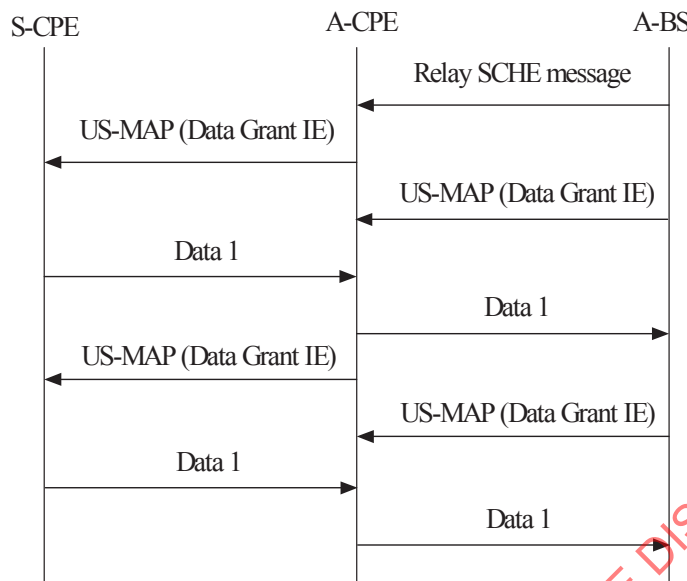 S-CPE A-CPE A-BS
Relay SCHE message
US-MAP (Data Grant IE)
US-MAP (Data Grant IE)
Data 1
Data 1
US-MAP (Data Grant IE)
US-MAP (Data Grant IE)
Data 1
Data 1